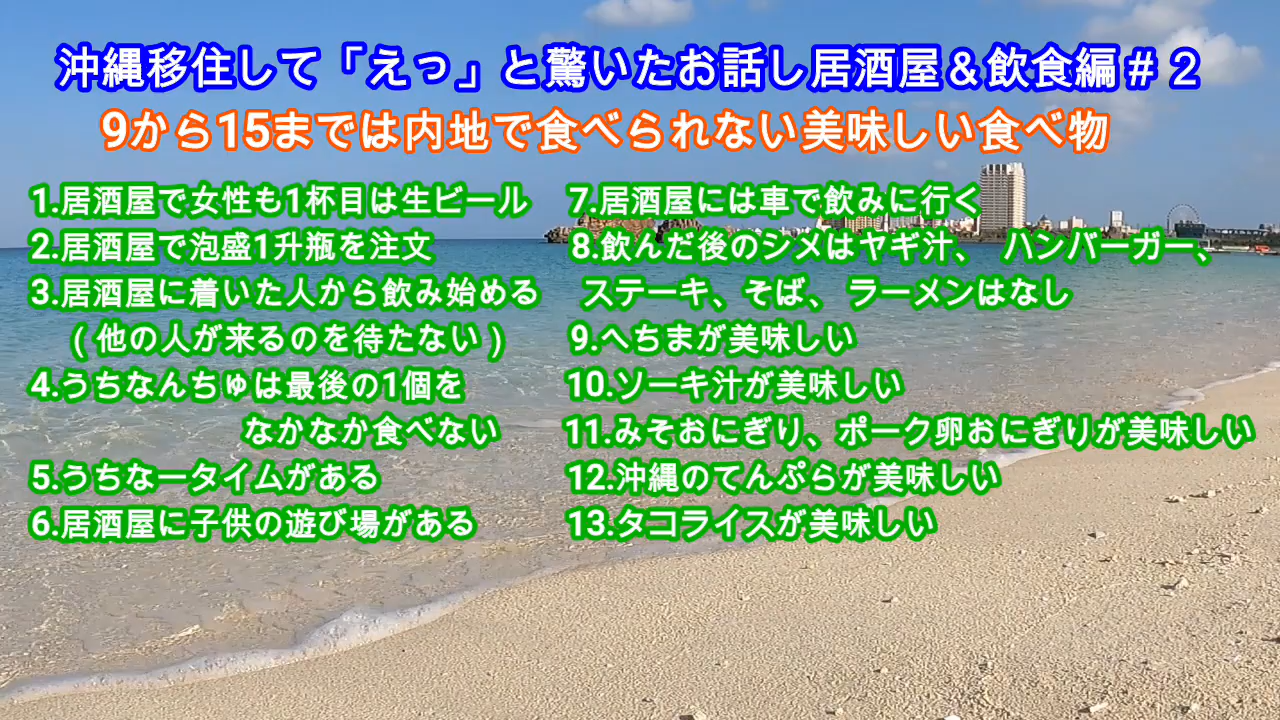 沖縄移住して「えっ」と驚いたお話し居酒屋＆飲食編＃２
9から15までは内地で食べられない美味しい食べ物
1.居酒屋で女性も1杯目は生ビール
2.居酒屋で泡盛1升瓶を注文
3.居酒屋に着いた人から飲み始める
（他の人が来るのを待たない）
4.うちなんちゅは最後の1個を
なかなか食べない
5.うちなータイムがある
6.居酒屋に子供の遊び場がある
7.居酒屋には車で飲みに行く
8.飲んだ後のシメはヤギ汁、 ハンバーガー、
ステーキ、そば、ラーメンはなし
9.へちまが美味しい
10.ソーキ汁が美味しい
11.みそおにぎり、ポーク卵おにぎりが美味しい
12.沖縄のてんぷらが美味しい
13.タコライスが美味しい